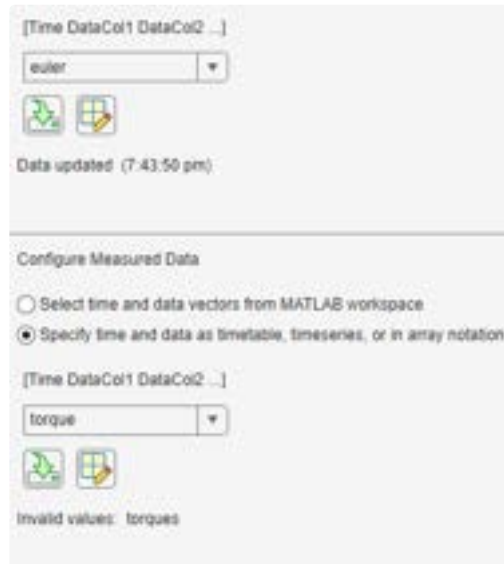 [Time DataCol1 DataCol2 ...]
euler
Data updated (7:43:50 pm)
Configure Measured Data
Select time and data vectors from MATLAB workspace
Specify time and data as timetable, timeseries, or in array notation
[Time DataCol1 DataCol2 ...]
torque
Invalid values: torques